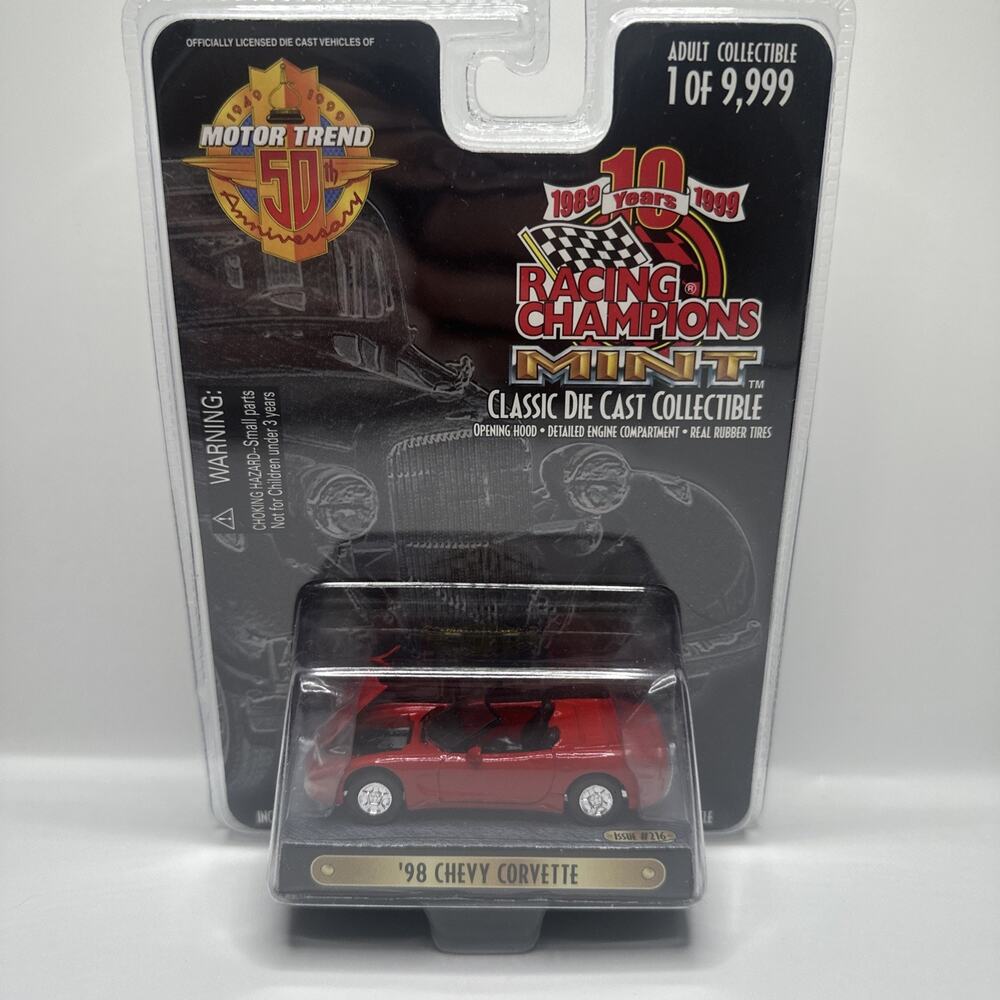 OFFICIALLY LICENSED DIE CAST VEHICLES OF
1949 1999
MOTOR TREND
50th
Anniversary
ADULT COLLECTIBLE
1 OF 9,999
10
1989 Years 1999
RACING ®
CHAMPIONS
MINT™
CLASSIC DIE CAST COLLECTIBLE
OPENING HOOD • DETAILED ENGINE COMPARTMENT • REAL RUBBER TIRES
⚠ WARNING:
CHOKING HAZARD--Small parts
Not for Children under 3 years
ISSUE #216
'98 CHEVY CORVETTE